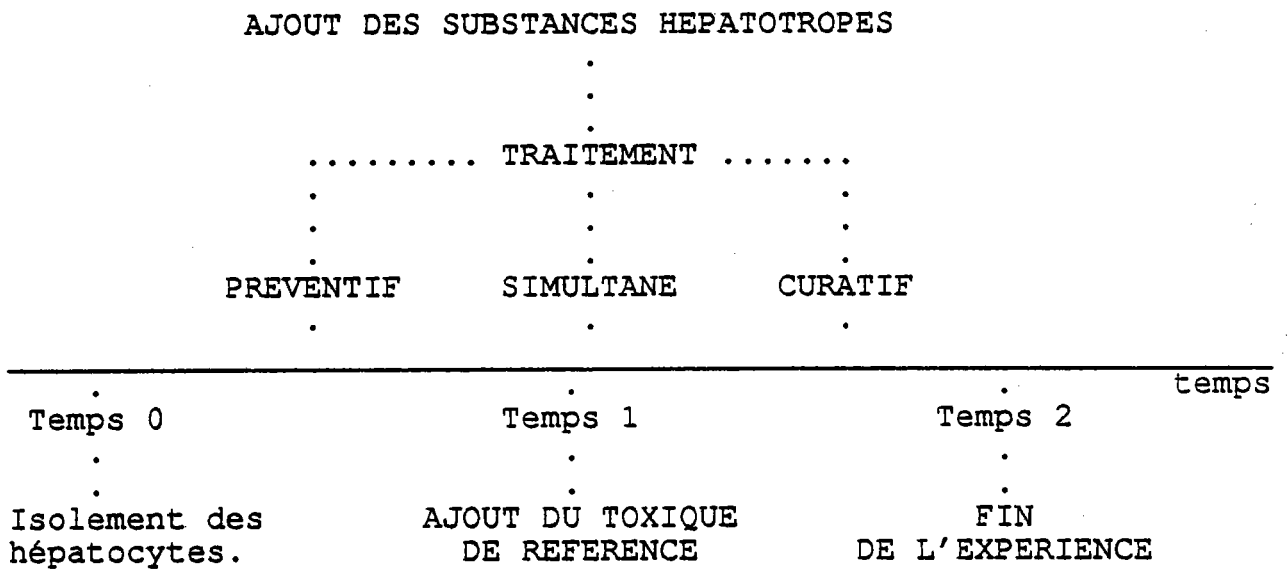 AJOUT DES SUBSTANCES HEPATOTROPES
......... TRAITEMENT .......
PREVENTIF SIMULTANE CURATIF
temps
Temps 0 Temps 1 Temps 2
Isolement des AJOUT DU TOXIQUE FIN
hépatocytes. DE REFERENCE DE L'EXPERIENCE